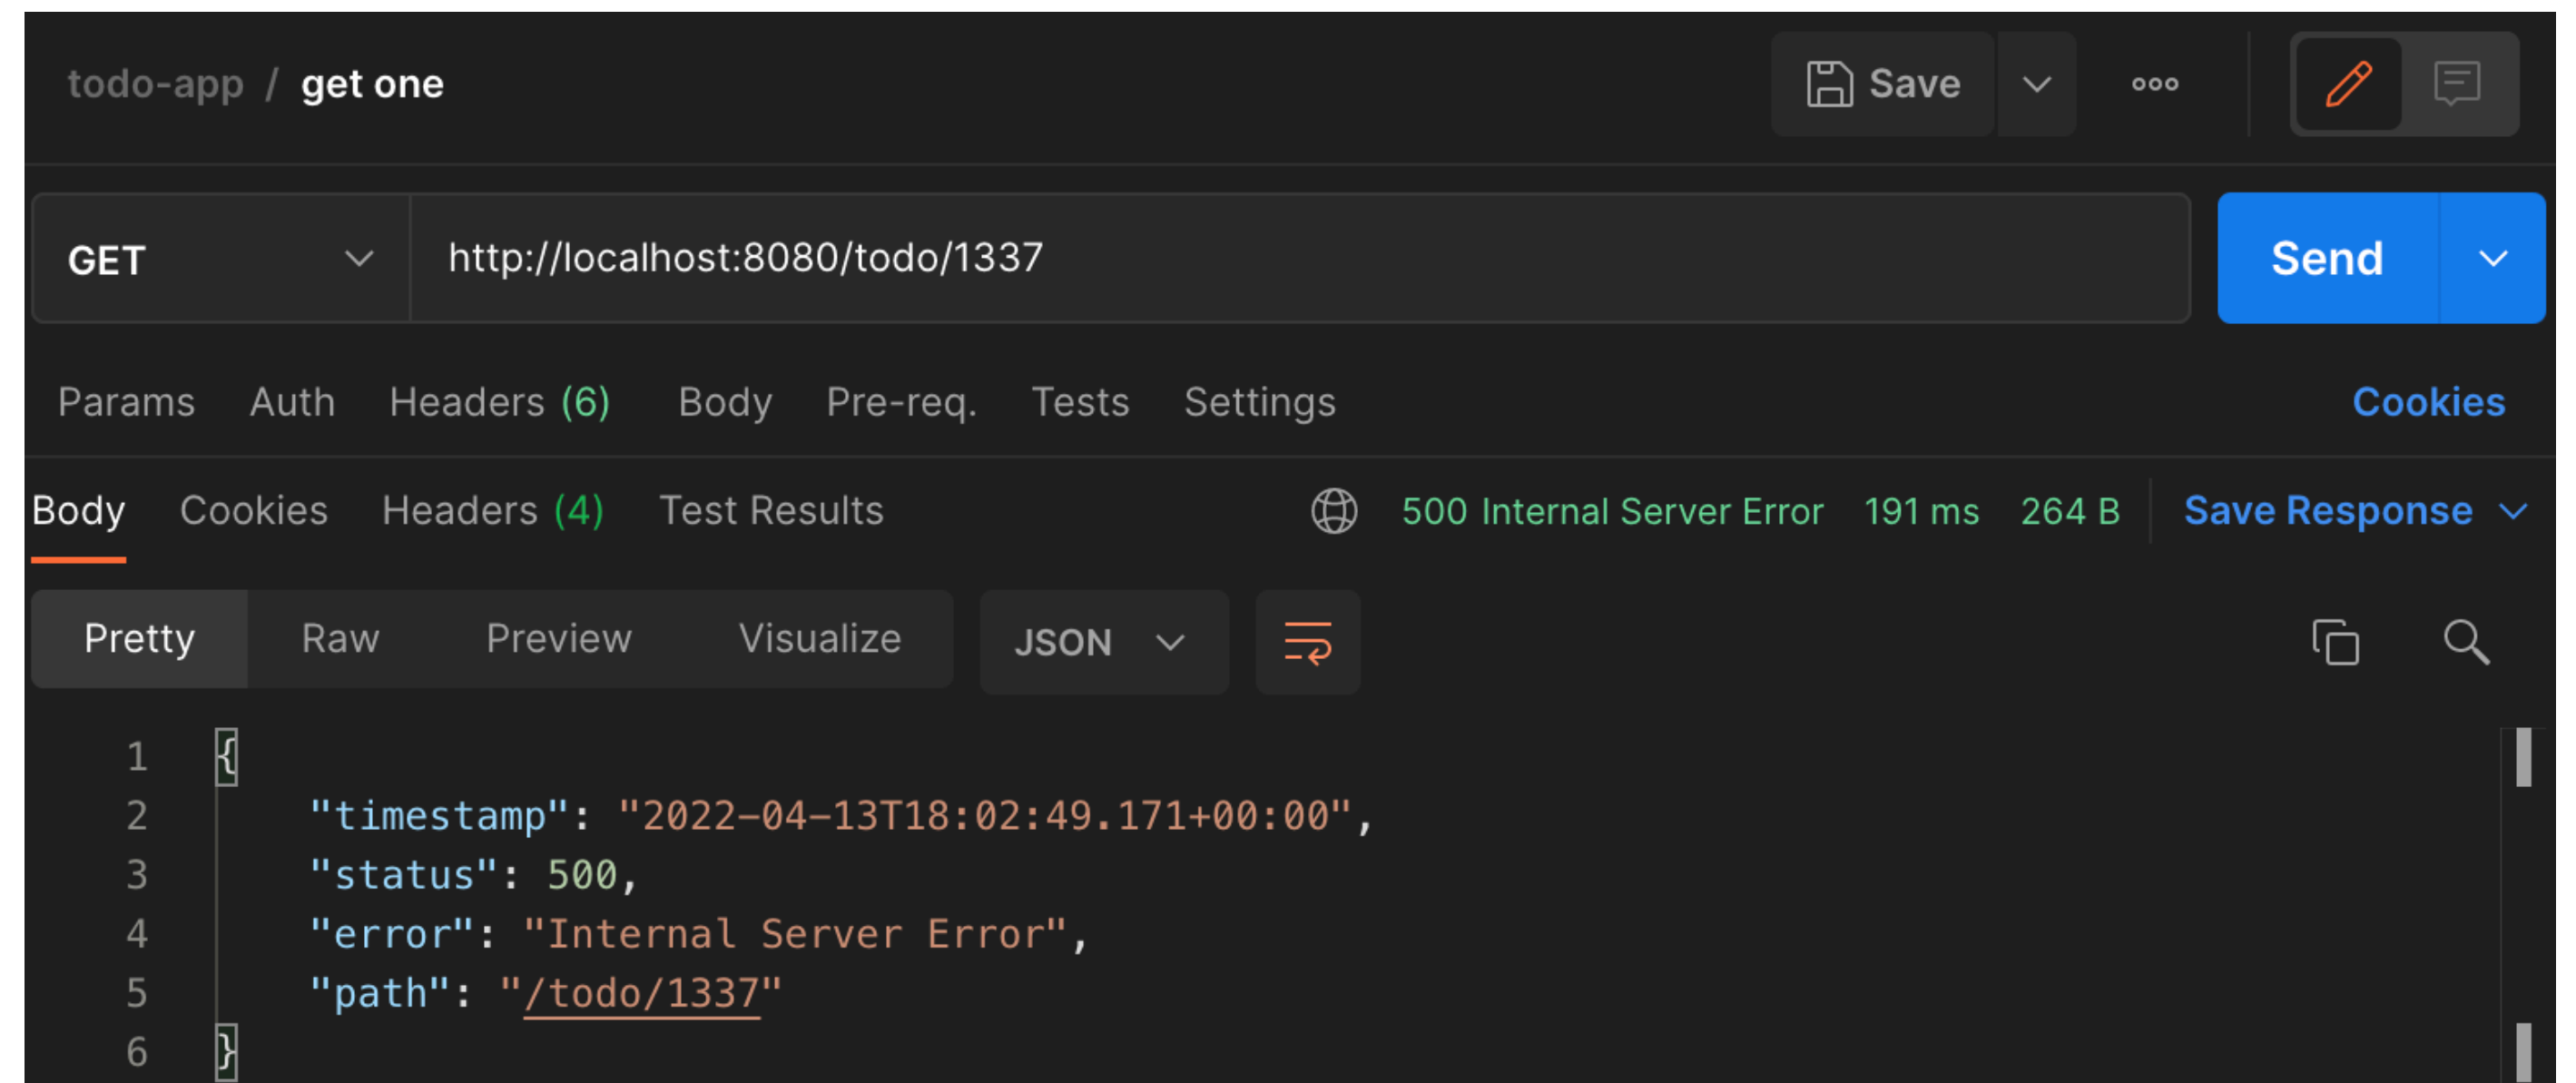 todo-app / get one
Save
GET http://localhost:8080/todo/1337 Send
Params Auth Headers (6) Body Pre-req. Tests Settings Cookies
Body Cookies Headers (4) Test Results 500 Internal Server Error 191 ms 264 B Save Response
Pretty Raw Preview Visualize JSON
1 {
2 "timestamp": "2022-04-13T18:02:49.171+00:00",
3 "status": 500,
4 "error": "Internal Server Error",
5 "path": "/todo/1337"
6 }